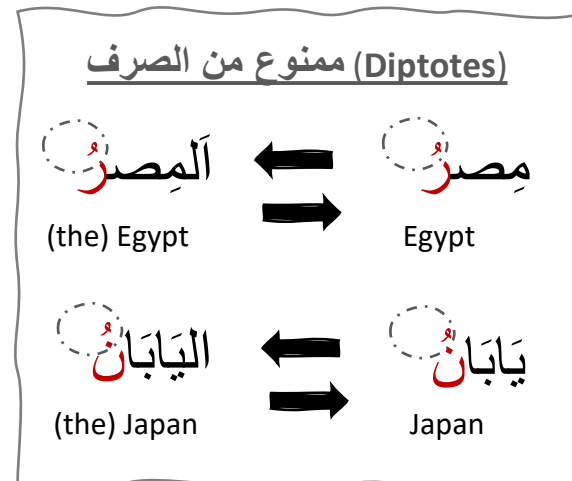 ممنوع من الصرف (Diptotes)
مِصرُ اَلمِصرُ
Egypt (the) Egypt
يَابَانُ اليَابَانُ
Japan (the) Japan